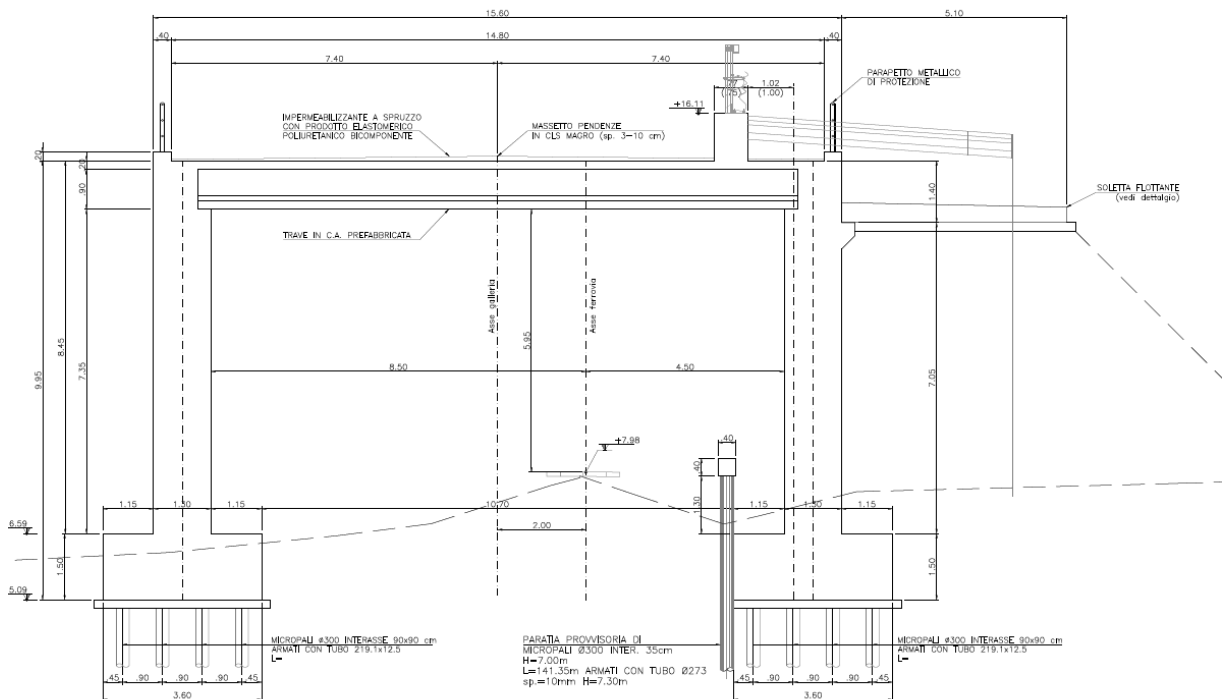 15.60
5.10
.40
14.80
.40
7.40
7.40
.77
(.75)
1.02
(1.00)
PARAPETTO METALLICO
DI PROTEZIONE
+16.11
IMPERMEABILIZZANTE A SPRUZZO
CON PRODOTTO ELASTOMERICO
POLIURETANICO BICOMPONENTE
MASSETTO PENDENZE
IN CLS MAGRO (sp. 3-10 cm)
.20
.20
.90
1.40
SOLETTA FLOTTANTE
(vedi dettalgio)
TRAVE IN C.A. PREFABBRICATA
Asse galleria
Asse ferrovia
5.95
8.45
7.35
9.95
8.50
4.50
7.05
+7.98
.40
.40
1.30
1.15
1.30
1.15
10.70
1.15
1.30
1.15
2.00
6.59
1.50
1.50
5.09
MICROPALI Ø300 INTERASSE 90x90 cm
ARMATI CON TUBO 219.1x12.5
L=
PARATIA PROVVISORIA DI
MICROPALI Ø300 INTER. 35cm
H=7.00m
L=141.35m ARMATI CON TUBO Ø273
sp.=10mm H=7.30m
MICROPALI Ø300 INTERASSE 90x90 cm
ARMATI CON TUBO 219.1x12.5
L=
.45
.90
.90
.90
.45
.45
.90
.90
.90
.45
3.60
3.60